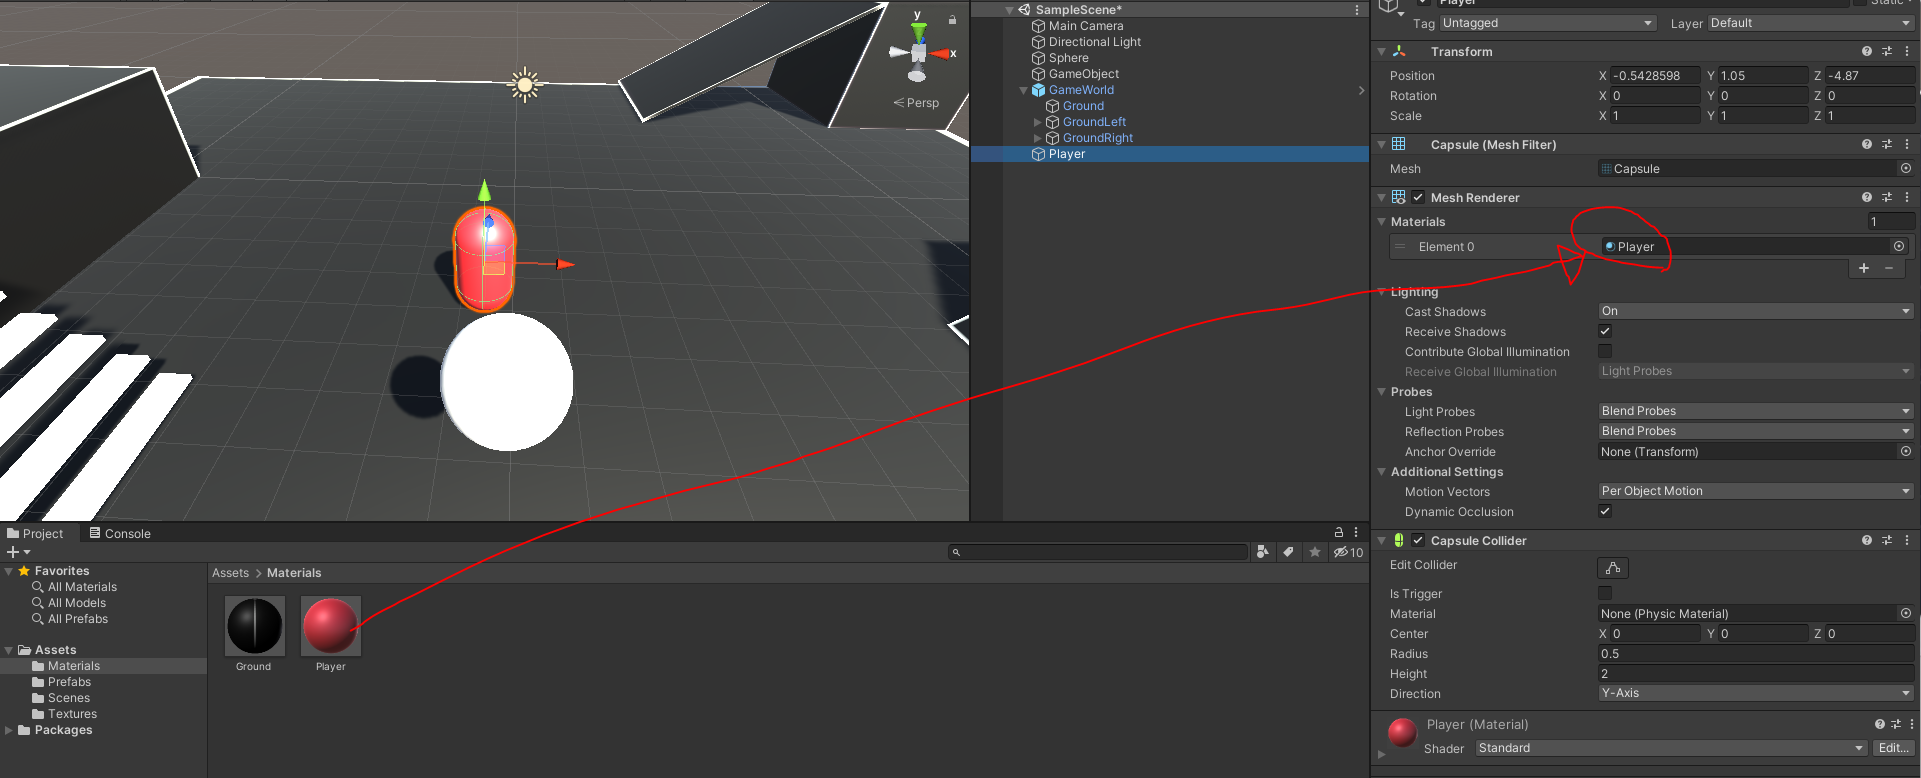 y
x
Persp
SampleScene*
Main Camera
Directional Light
Sphere
GameObject
GameWorld
Ground
GroundLeft
GroundRight
Player
Player
Static
Tag Untagged Layer Default
Transform
Position X -0.5428598 Y 1.05 Z -4.87
Rotation X 0 Y 0 Z 0
Scale X 1 Y 1 Z 1
Capsule (Mesh Filter)
Mesh Capsule
Mesh Renderer
Materials 1
Element 0 Player
Lighting
Cast Shadows On
Receive Shadows
Contribute Global Illumination
Receive Global Illumination Light Probes
Probes
Light Probes Blend Probes
Reflection Probes Blend Probes
Anchor Override None (Transform)
Additional Settings
Motion Vectors Per Object Motion
Dynamic Occlusion
Capsule Collider
Edit Collider
Is Trigger
Material None (Physic Material)
Center X 0 Y 0 Z 0
Radius 0.5
Height 2
Direction Y-Axis
Player (Material)
Shader Standard Edit...
Project Console
10
Favorites
All Materials
All Models
All Prefabs
Assets
Materials
Prefabs
Scenes
Textures
Packages
Assets > Materials
Ground Player